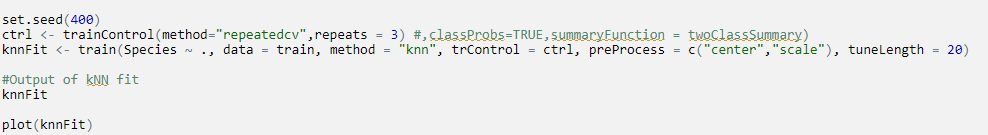 set.seed(400)
ctrl <- trainControl(method="repeatedcv",repeats = 3) #,classProbs=TRUE,summaryFunction = twoClassSummary)
knnFit <- train(Species ~ ., data = train, method = "knn", trControl = ctrl, preProcess = c("center","scale"), tuneLength = 20)
#Output of kNN fit
knnFit
plot(knnFit)